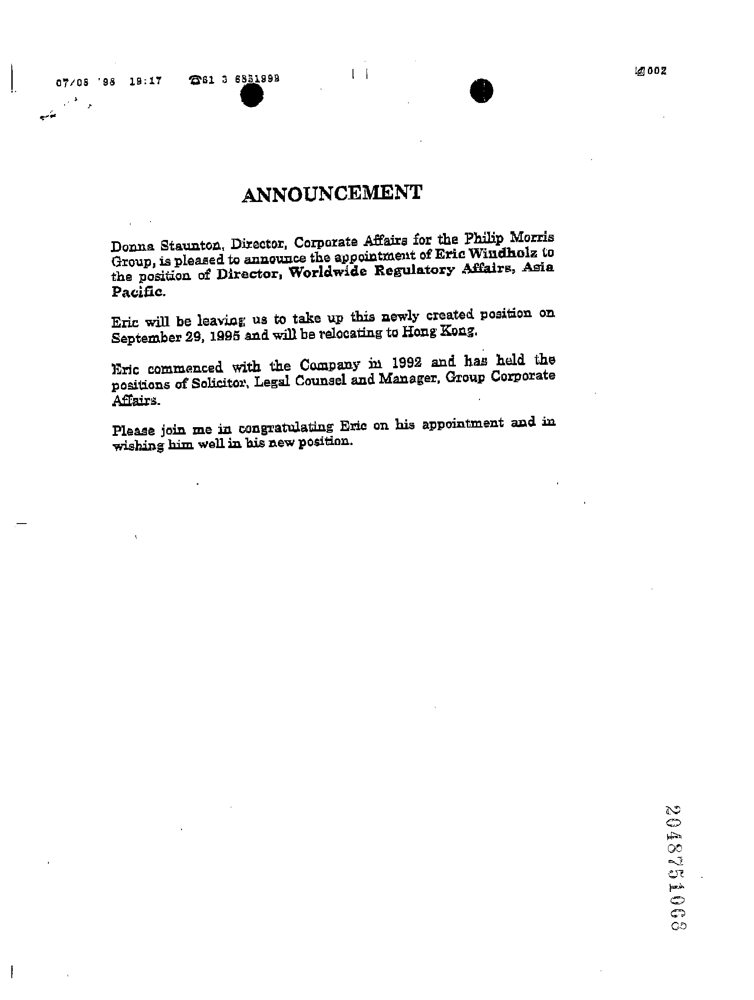 07/08 '98 19:17 ☎61 3 6831999 002
ANNOUNCEMENT
Donna Staunton, Director, Corporate Affairs for the Philip Morris
Group, is pleased to announce the appointment of Eric Windholz to
the position of Director, Worldwide Regulatory Affairs, Asia
Pacific.
Eric will be leaving us to take up this newly created position on
September 29, 1995 and will be relocating to Hong Kong.
Eric commenced with the Company in 1992 and has held the
positions of Solicitor, Legal Counsel and Manager, Group Corporate
Affairs.
Please join me in congratulating Eric on his appointment and in
wishing him well in his new position.
2048751068